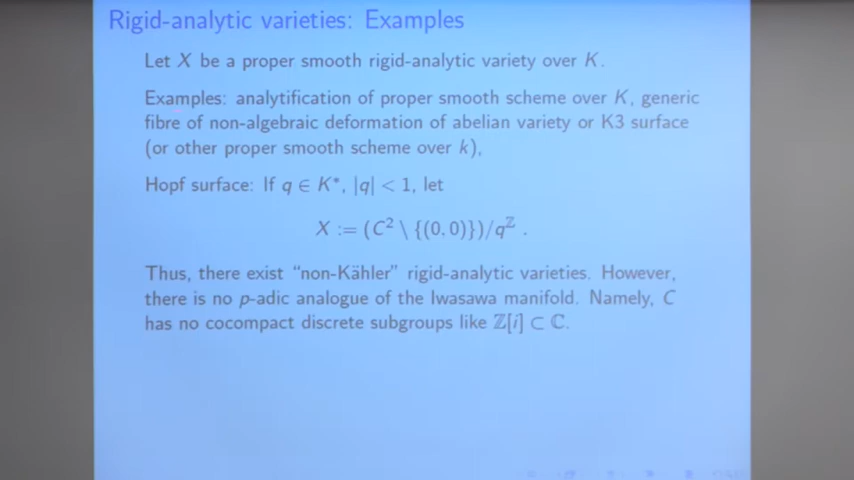 Rigid-analytic varieties: Examples
Let X be a proper smooth rigid-analytic variety over K.
Examples: analytification of proper smooth scheme over K, generic
fibre of non-algebraic deformation of abelian variety or K3 surface
(or other proper smooth scheme over k),
Hopf surface: If q ∈ K*, |q| < 1, let
X := (C² \ {(0,0)})/q^ℤ .
Thus, there exist “non-Kähler” rigid-analytic varieties. However,
there is no p-adic analogue of the Iwasawa manifold. Namely, C
has no cocompact discrete subgroups like ℤ[i] ⊂ ℂ.